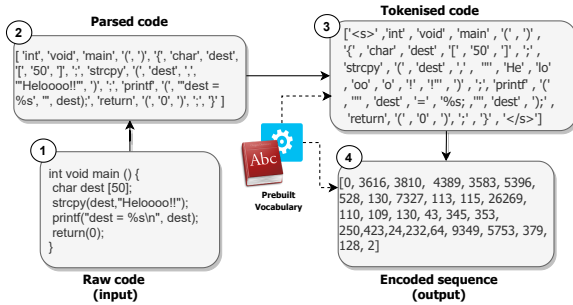 Parsed code
2
[ 'int', 'void', 'main', '(', ')', '{', 'char', 'dest',
'[', '50', ']', ';', 'strcpy', '(', 'dest', ',',
'"Heloooo!!"', ')', ';', 'printf', '(', '"dest =
%s", '", dest);', 'return', '(', '0', ')', ';', '}' ]
Tokenised code
3
['<s>' ,'int' , 'void' , 'main' , '(' , ')' ,
'{' , 'char' , 'dest' , '[' , '50' , ']' , ';' ,
'strcpy' , '(' , 'dest' , ',' , '"' , 'He' , 'lo'
, 'oo' , 'o' , '!' , '!"' , ')' , ';', 'printf' , '('
, '"' , 'dest' , '=' , '%s; , '"' , 'dest' , ');' ,
'return', '(' , '0' , ')', ';' , '}' , '</s>']
1
int void main () {
char dest [50];
strcpy(dest,"Heloooo!!");
printf("dest = %s\n", dest);
return(0);
}
Raw code
(input)
Abc
Prebuilt
Vocabulary
4
[0, 3616, 3810, 4389, 3583, 5396,
528, 130, 7327, 113, 115, 26269,
110, 109, 130, 43, 345, 353,
250,423,24,232,64, 9349, 5753, 379,
128, 2]
Encoded sequence
(output)